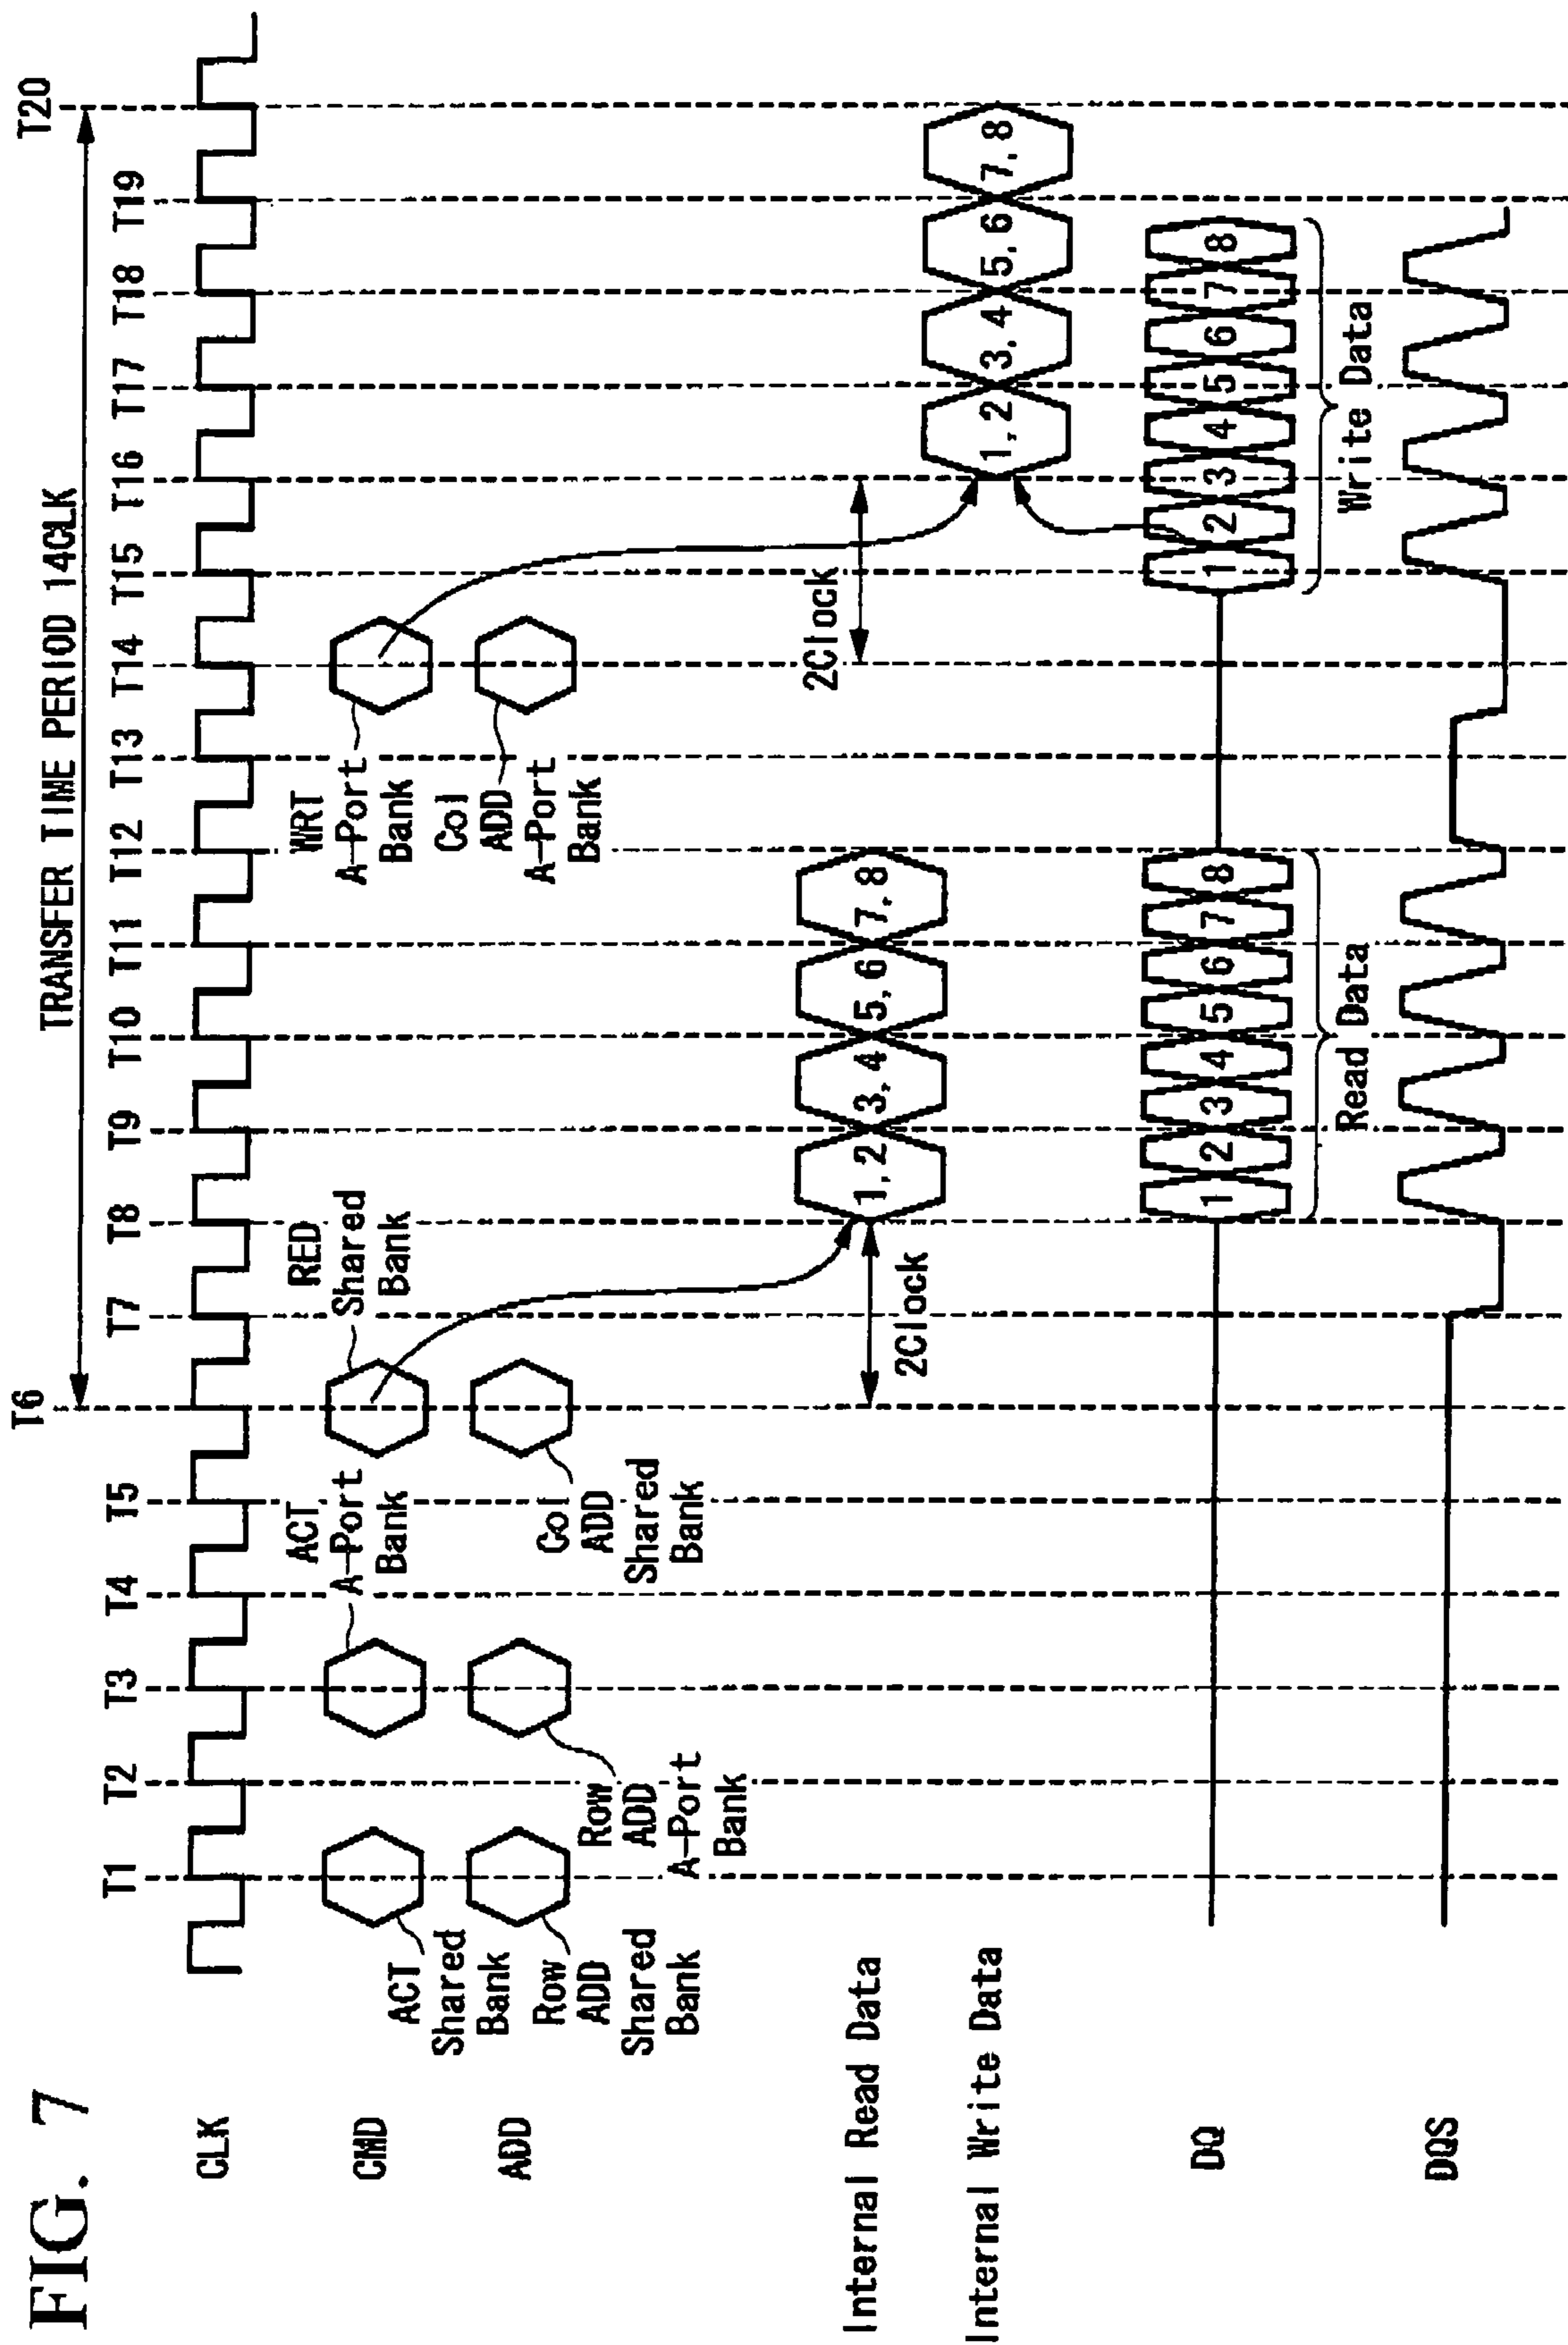 FIG. 7
TRANSFER TIME PERIOD 14CLK
T6
T20
T1
T2
T3
T4
T5
T7
T8
T9
T10
T11
T12
T13
T14
T15
T16
T17
T18
T19
CLK
CMD
ACT
Shared
Bank
ACT
A-Port
Bank
RED
Shared
Bank
WRT
A-Port
Bank
ADD
Row
ADD
Shared
Bank
Row
ADD
A-Port
Bank
Col
ADD
Shared
Bank
Col
ADD
A-Port
Bank
Internal Read Data
2Clock
1, 2
3, 4
5, 6
7, 8
Internal Write Data
2Clock
1, 2
3, 4
5, 6
7, 8
DQ
1
2
3
4
5
6
7
8
Read Data
1
2
3
4
5
6
7
8
Write Data
DQS